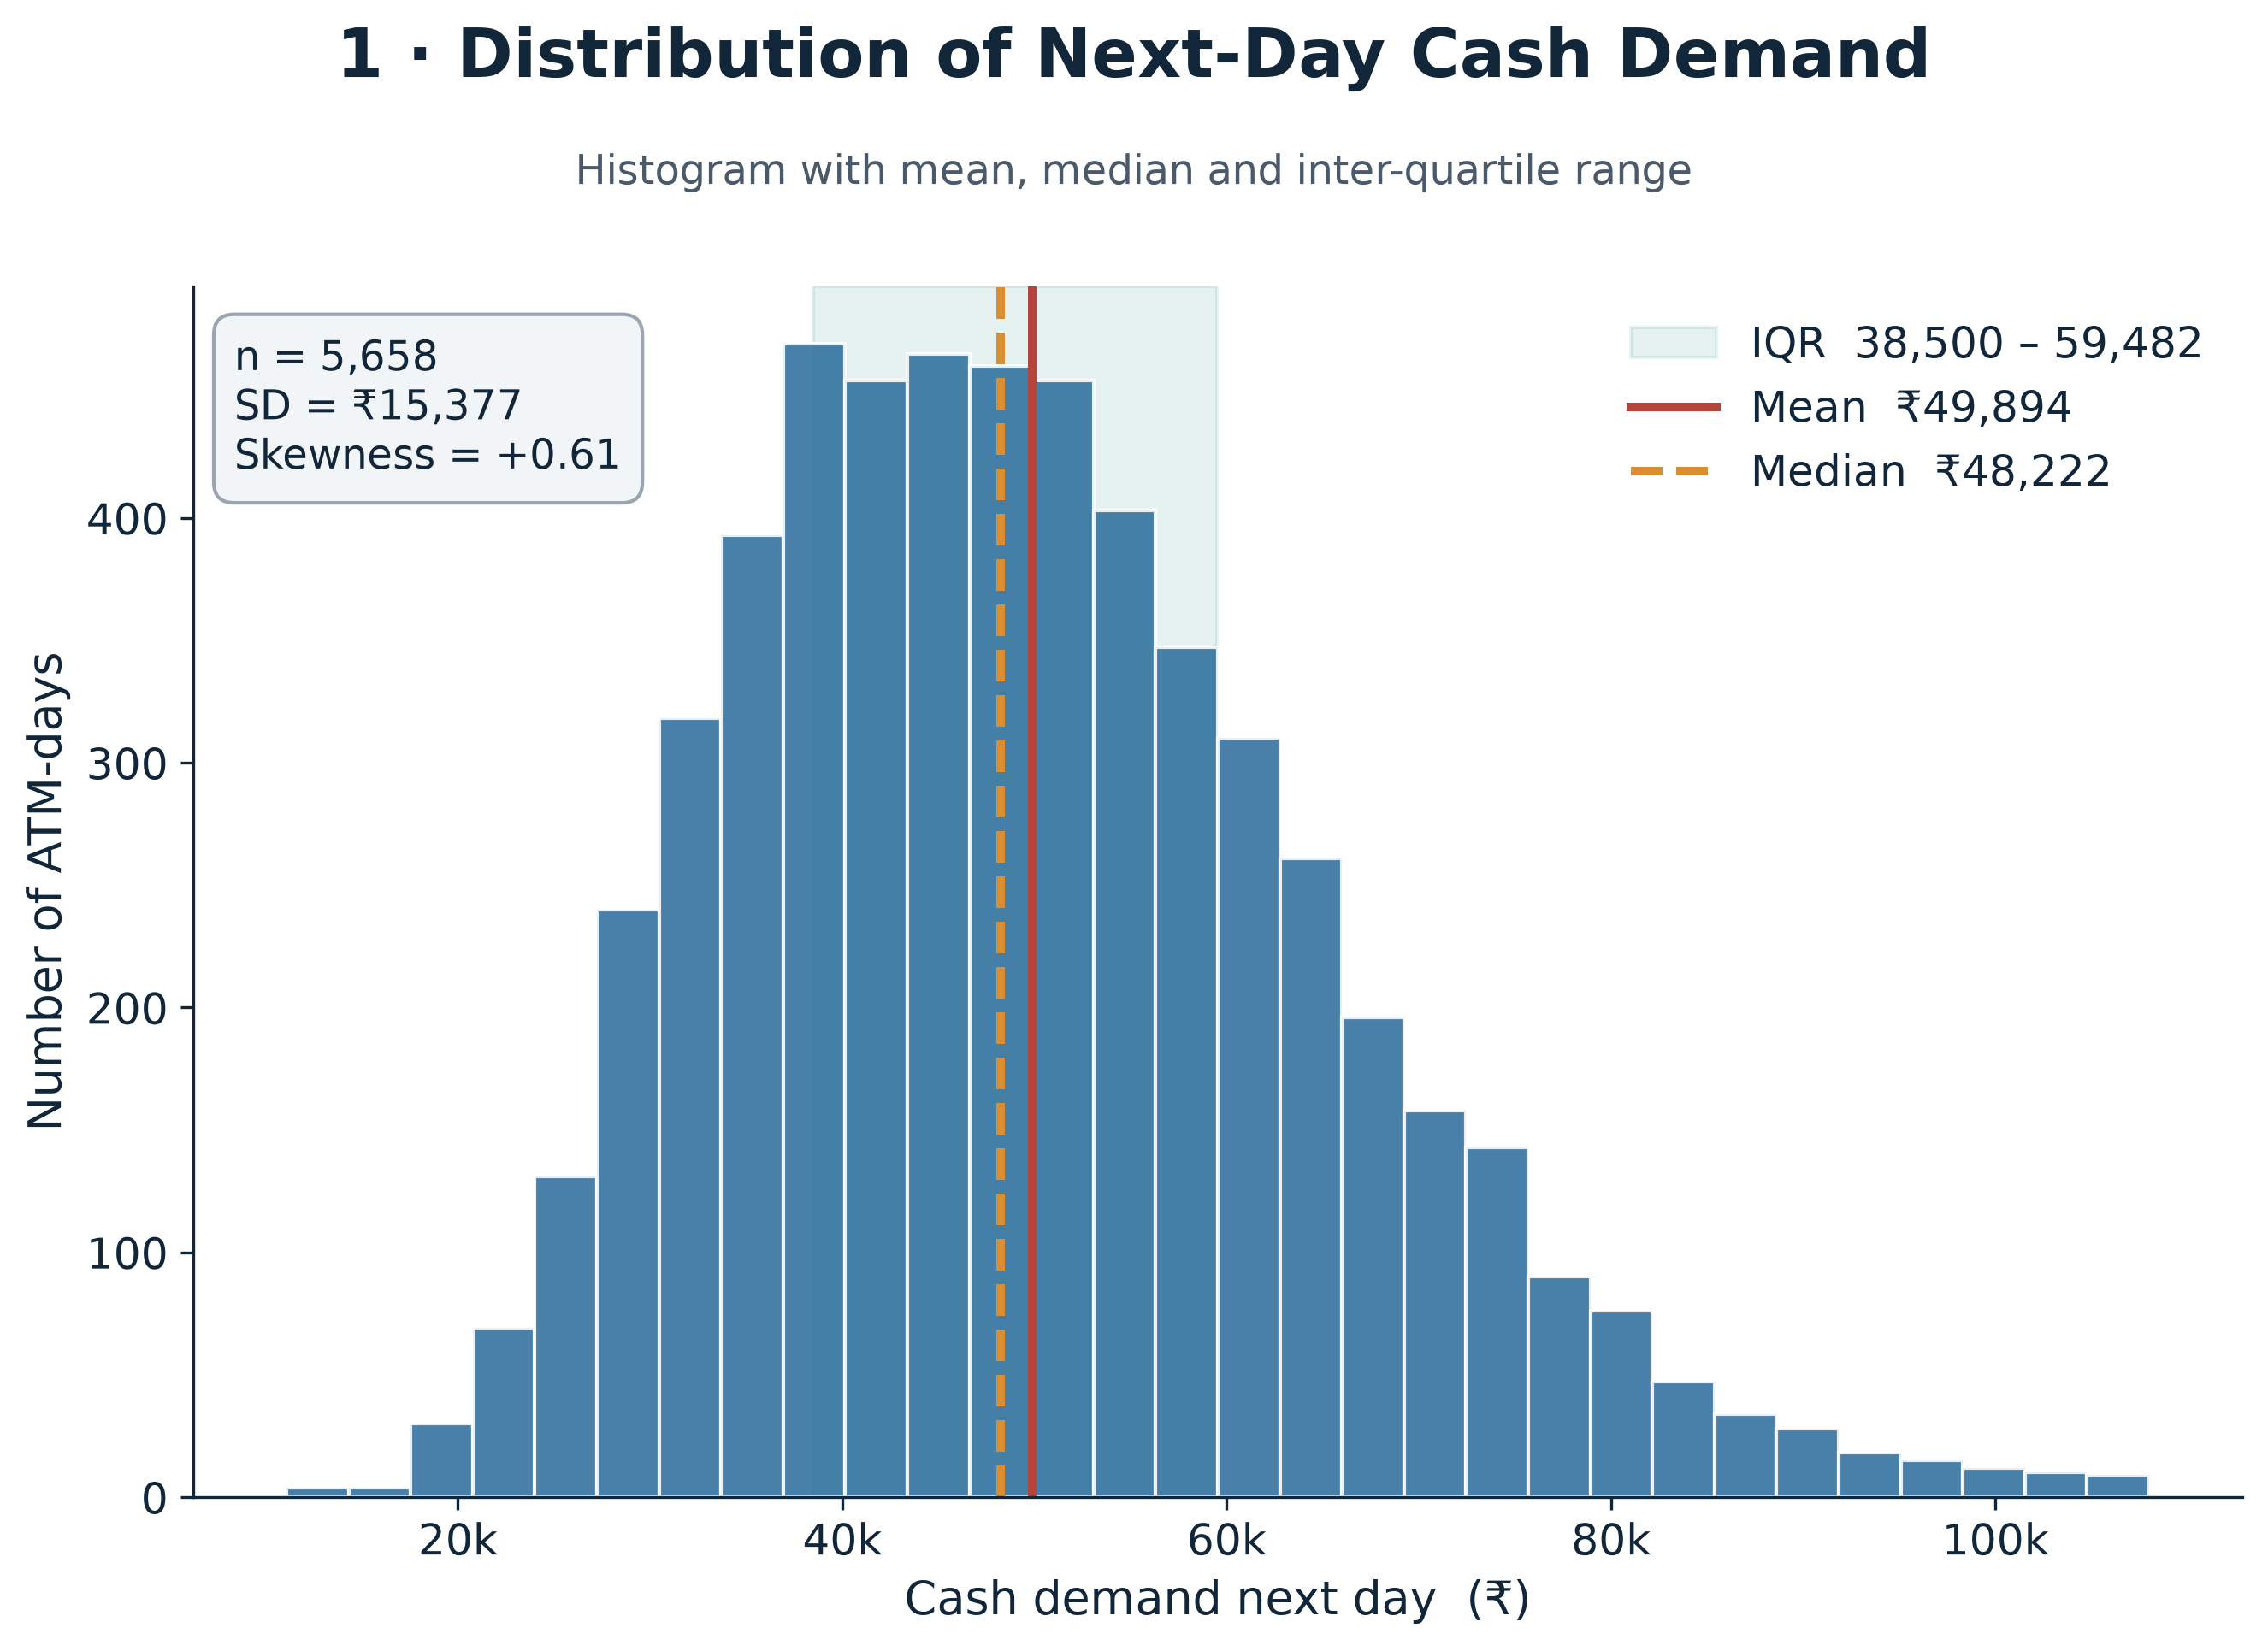 1 · Distribution of Next-Day Cash Demand
Histogram with mean, median and inter-quartile range
n = 5,658
SD = ₹15,377
Skewness = +0.61
IQR  38,500 – 59,482
Mean  ₹49,894
Median  ₹48,222
Number of ATM-days
400
300
200
100
0
20k
40k
60k
80k
100k
Cash demand next day  (₹)